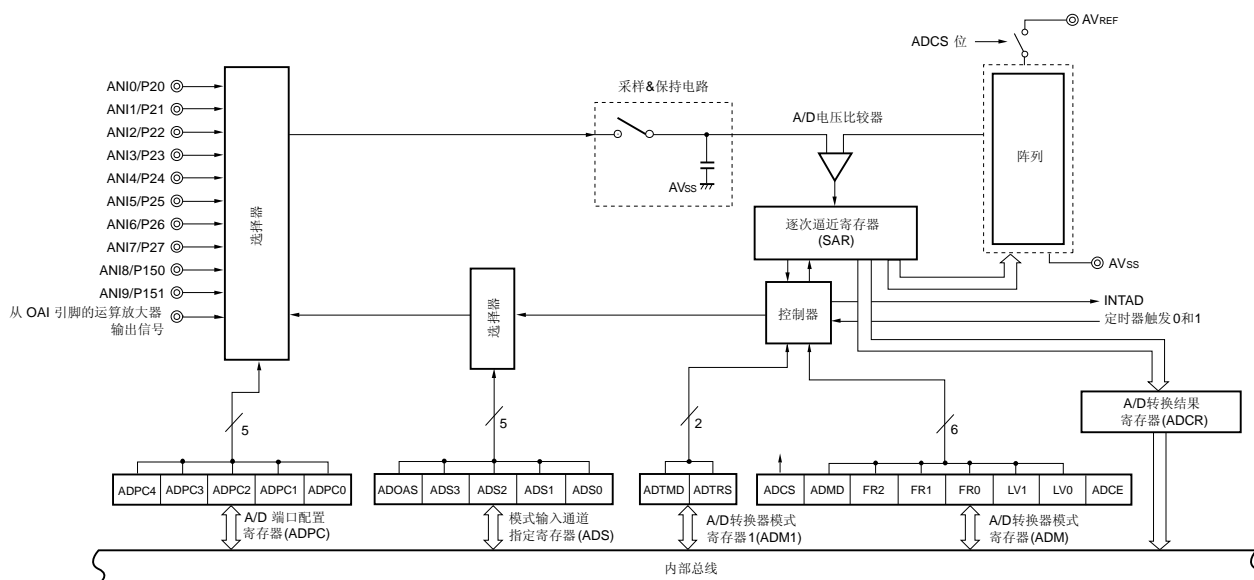 AVREF
ADCS 位
ANI0/P20
ANI1/P21
ANI2/P22
ANI3/P23
ANI4/P24
ANI5/P25
ANI6/P26
ANI7/P27
ANI8/P150
ANI9/P151
从 OAI 引脚的运算放大器
输出信号
选择器
采样&保持电路
AVSS
A/D电压比较器
阵列
逐次逼近寄存器
(SAR)
AVSS
选择器
控制器
INTAD
定时器触发0和1
A/D转换结果
寄存器(ADCR)
5
5
2
6
ADPC4 ADPC3 ADPC2 ADPC1 ADPC0
ADOAS ADS3 ADS2 ADS1 ADS0
ADTMD ADTRS
ADCS ADMD FR2 FR1 FR0 LV1 LV0 ADCE
A/D 端口配置
寄存器(ADPC)
模式输入通道
指定寄存器(ADS)
A/D转换器模式
寄存器1(ADM1)
A/D转换器模式
寄存器(ADM)
内部总线